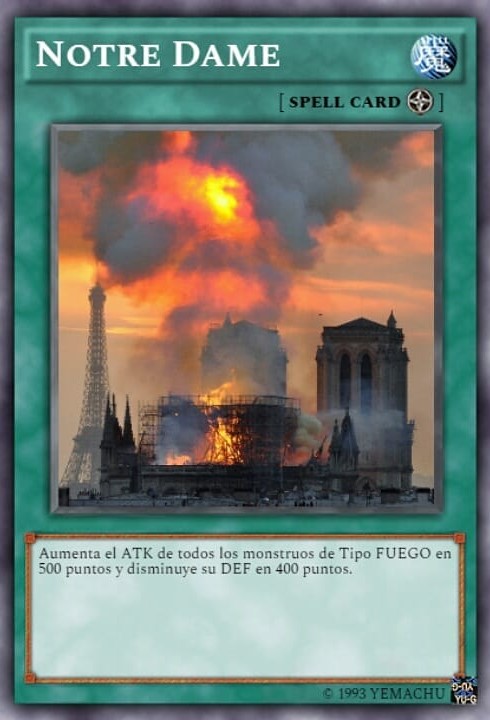 NOTRE DAME
魔
[ SPELL CARD ]
Aumenta el ATK de todos los monstruos de Tipo FUEGO en
500 puntos y disminuye su DEF en 400 puntos.
© 1993 YEMACHU